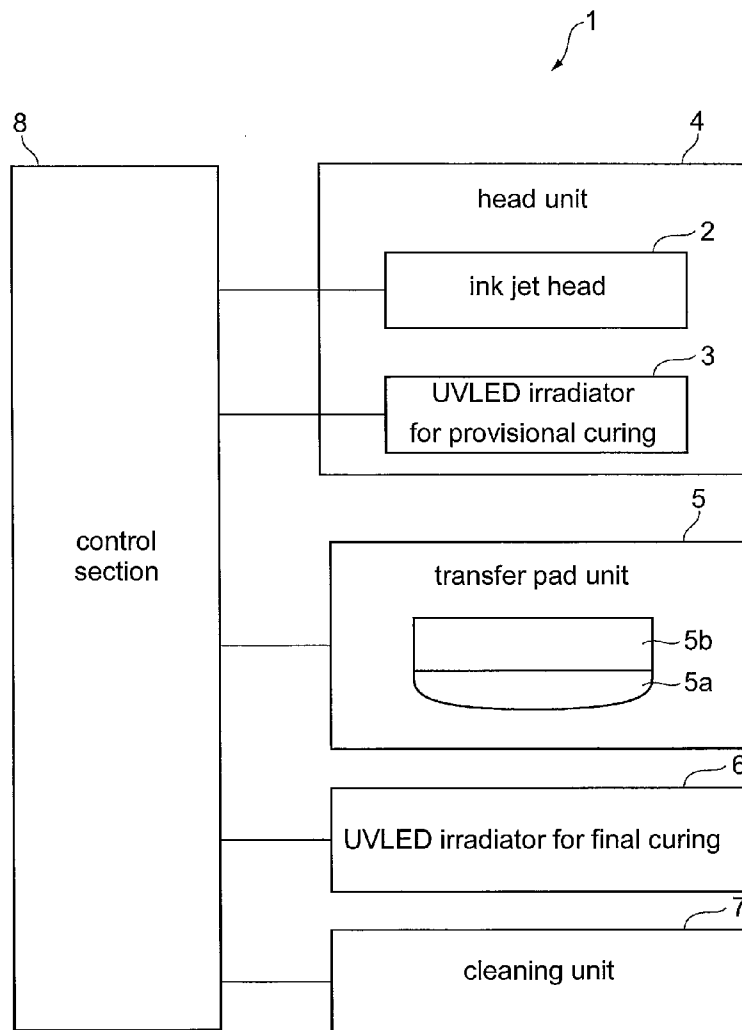 1
8
4
head unit
2
ink jet head
3
UVLED irradiator
for provisional curing
control
section
5
transfer pad unit
5b
5a
6
UVLED irradiator for final curing
7
cleaning unit